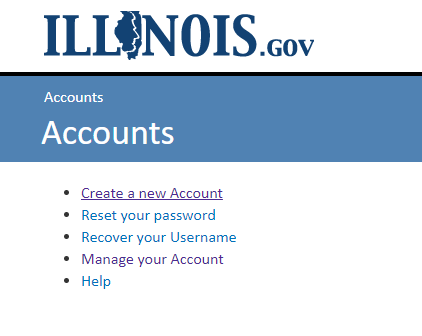 ILLINOIS.GOV
Accounts
Accounts
Create a new Account
Reset your password
Recover your Username
Manage your Account
Help